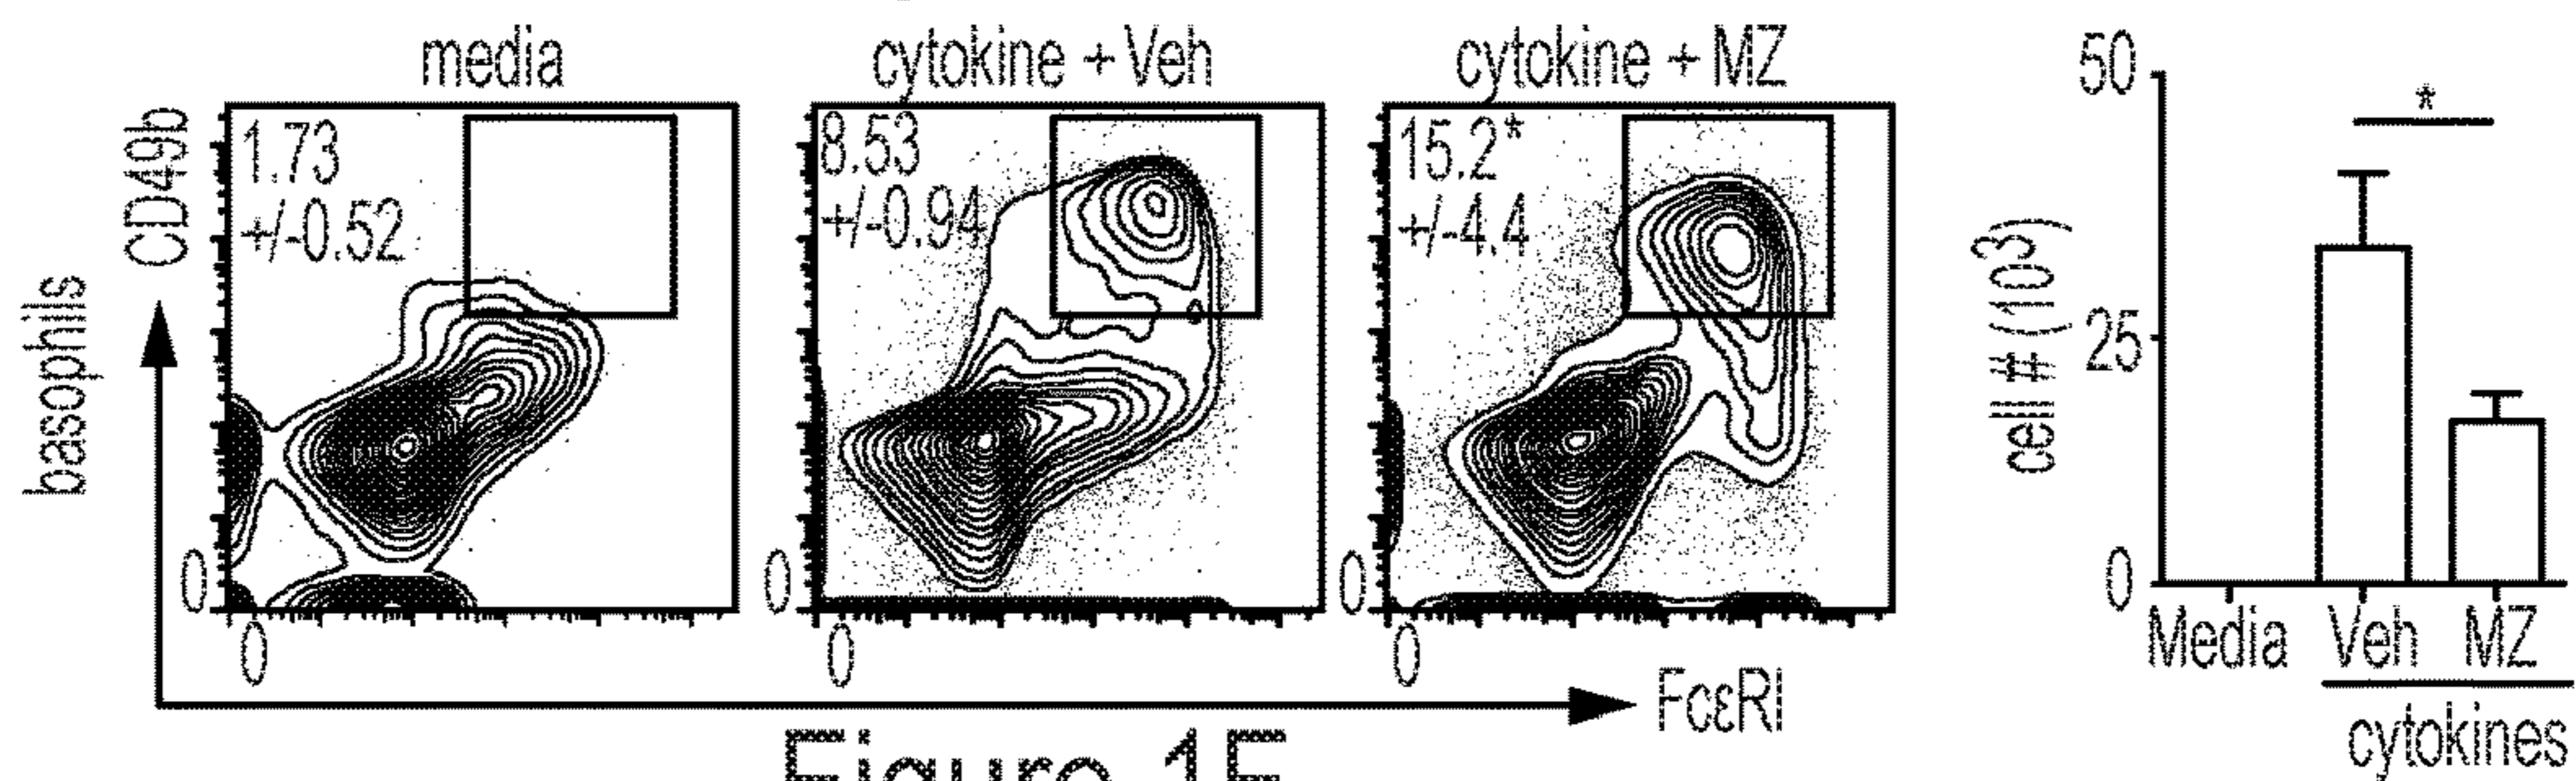 media
cytokine + Veh
cytokine + MZ
basophils
CD49b
1.73
+/-0.52
8.53
+/-0.94
15.2*
+/-4.4
0
0
0
0
0
0
FcεRI
cell # (10³)
50
25
0
*
Media
Veh
MZ
cytokines
Figure 1E